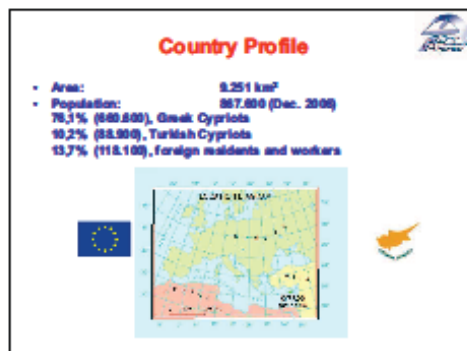 Country Profile
• Area: 9.251 km²
• Population: 867.600 (Dec. 2006)
76,1% (660.600), Greek Cypriots
10,2% (88.900), Turkish Cypriots
13,7% (118.100), foreign residents and workers